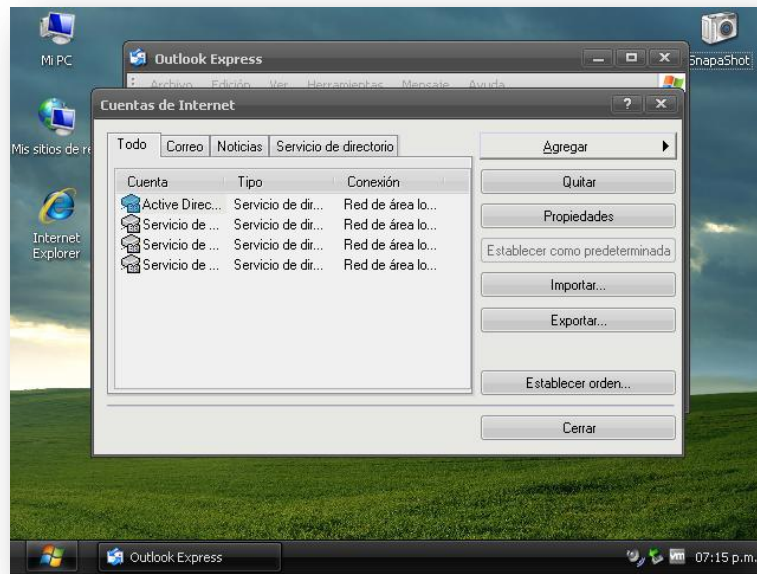 Mi PC
Outlook Express
SnapaShot
Archivo Edición Ver Herramientas Mensaje Ayuda
Cuentas de Internet
Mis sitios de re
Todo Correo Noticias Servicio de directorio
Agregar
Cuenta Tipo Conexión
Quitar
Active Direc... Servicio de dir... Red de área lo...
Servicio de ... Servicio de dir... Red de área lo...
Propiedades
Servicio de ... Servicio de dir... Red de área lo...
Servicio de ... Servicio de dir... Red de área lo...
Establecer como predeterminada
Internet
Explorer
Importar...
Exportar...
Establecer orden...
Cerrar
Outlook Express
vm
07:15 p.m.